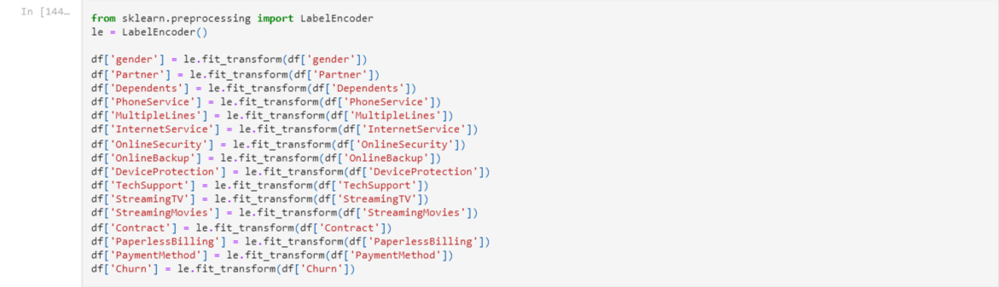 In [144…
from sklearn.preprocessing import LabelEncoder
le = LabelEncoder()
df['gender'] = le.fit_transform(df['gender'])
df['Partner'] = le.fit_transform(df['Partner'])
df['Dependents'] = le.fit_transform(df['Dependents'])
df['PhoneService'] = le.fit_transform(df['PhoneService'])
df['MultipleLines'] = le.fit_transform(df['MultipleLines'])
df['InternetService'] = le.fit_transform(df['InternetService'])
df['OnlineSecurity'] = le.fit_transform(df['OnlineSecurity'])
df['OnlineBackup'] = le.fit_transform(df['OnlineBackup'])
df['DeviceProtection'] = le.fit_transform(df['DeviceProtection'])
df['TechSupport'] = le.fit_transform(df['TechSupport'])
df['StreamingTV'] = le.fit_transform(df['StreamingTV'])
df['StreamingMovies'] = le.fit_transform(df['StreamingMovies'])
df['Contract'] = le.fit_transform(df['Contract'])
df['PaperlessBilling'] = le.fit_transform(df['PaperlessBilling'])
df['PaymentMethod'] = le.fit_transform(df['PaymentMethod'])
df['Churn'] = le.fit_transform(df['Churn'])